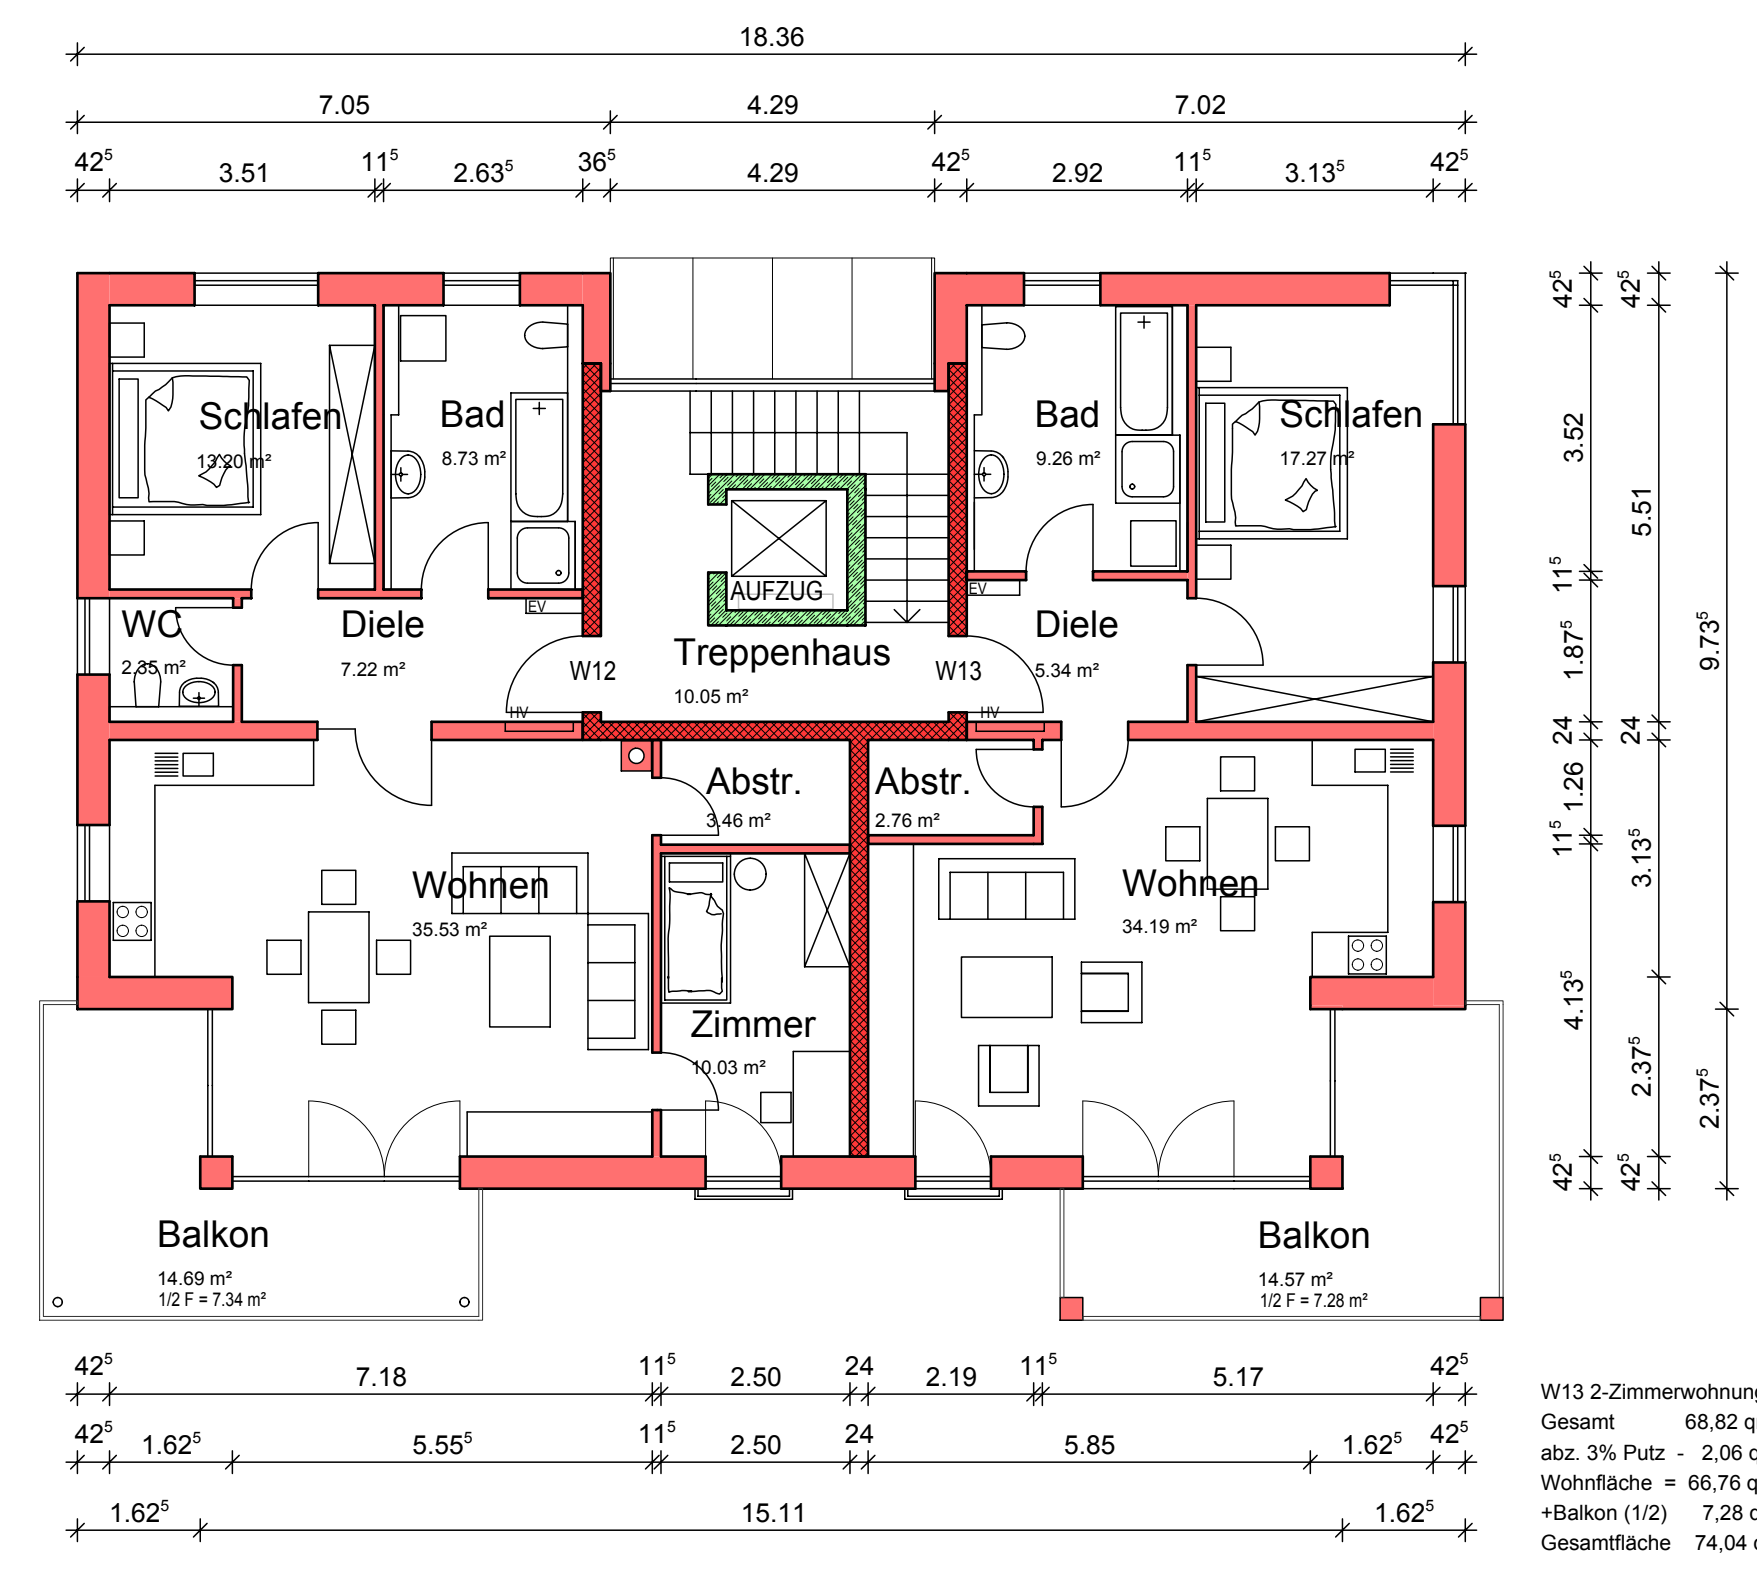 18.36
7.05 4.29 7.02
42⁵ 3.51 11⁵ 2.63⁵ 36⁵ 4.29 42⁵ 2.92 11⁵ 3.13⁵ 42⁵
Schlafen
13.20 m²
Bad
8.73 m²
Bad
9.26 m²
Schlafen
17.27 m²
AUFZUG
EV
EV
WC
2.35 m²
Diele
7.22 m²
W12
Treppenhaus
10.05 m²
W13
Diele
5.34 m²
HV
HV
Abstr.
3.46 m²
Abstr.
2.76 m²
Wohnen
35.53 m²
Wohnen
34.19 m²
Zimmer
10.03 m²
Balkon
14.69 m²
1/2 F = 7.34 m²
Balkon
14.57 m²
1/2 F = 7.28 m²
42⁵ 3.52 11⁵ 1.87⁵ 24 1.26 11⁵ 4.13⁵ 42⁵
42⁵ 5.51 24 3.13⁵ 2.37⁵ 42⁵
9.73⁵ 2.37⁵
42⁵ 7.18 11⁵ 2.50 24 2.19 11⁵ 5.17 42⁵
42⁵ 1.62⁵ 5.55⁵ 11⁵ 2.50 24 5.85 1.62⁵ 42⁵
1.62⁵ 15.11 1.62⁵
W13 2-Zimmerwohnung
Gesamt 68,82
abz. 3% Putz - 2,06
Wohnfläche = 66,76
+Balkon (1/2) 7,28
Gesamtfläche 74,04